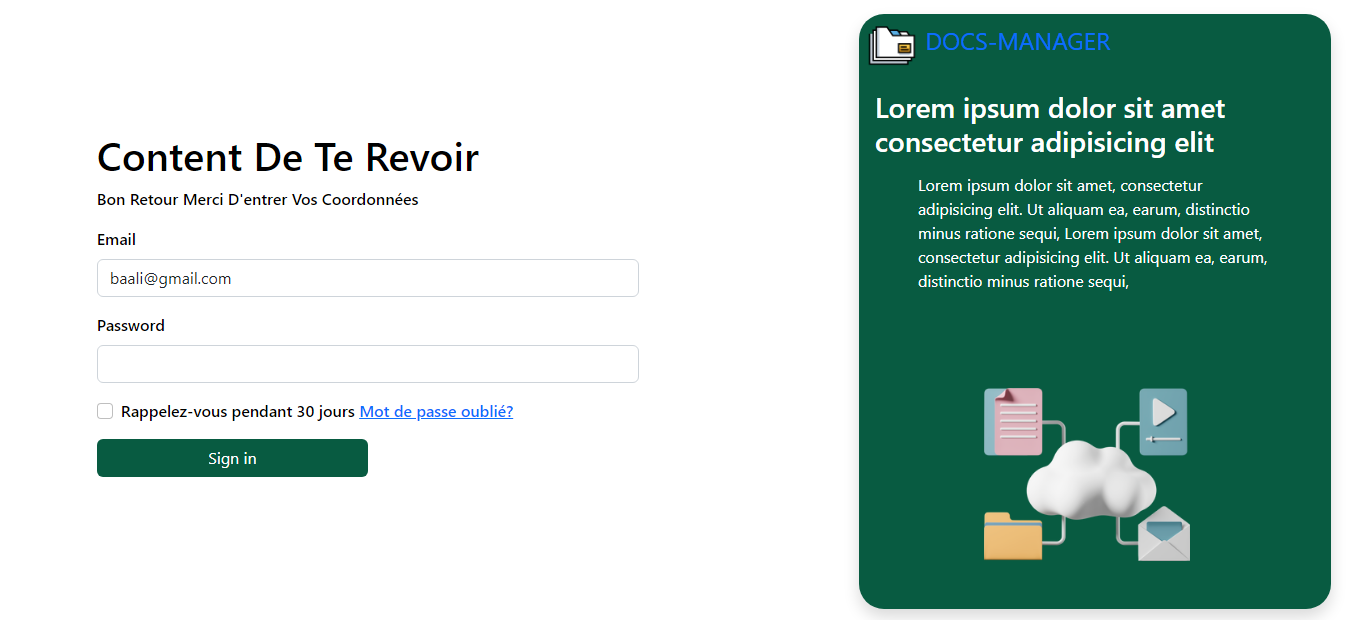 Content De Te Revoir
Bon Retour Merci D'entrer Vos Coordonnées
Email
baali@gmail.com
Password
Rappelez-vous pendant 30 jours Mot de passe oublié?
Sign in
DOCS-MANAGER
Lorem ipsum dolor sit amet
consectetur adipisicing elit
Lorem ipsum dolor sit amet, consectetur
adipisicing elit. Ut aliquam ea, earum, distinctio
minus ratione sequi, Lorem ipsum dolor sit amet,
consectetur adipisicing elit. Ut aliquam ea, earum,
distinctio minus ratione sequi,